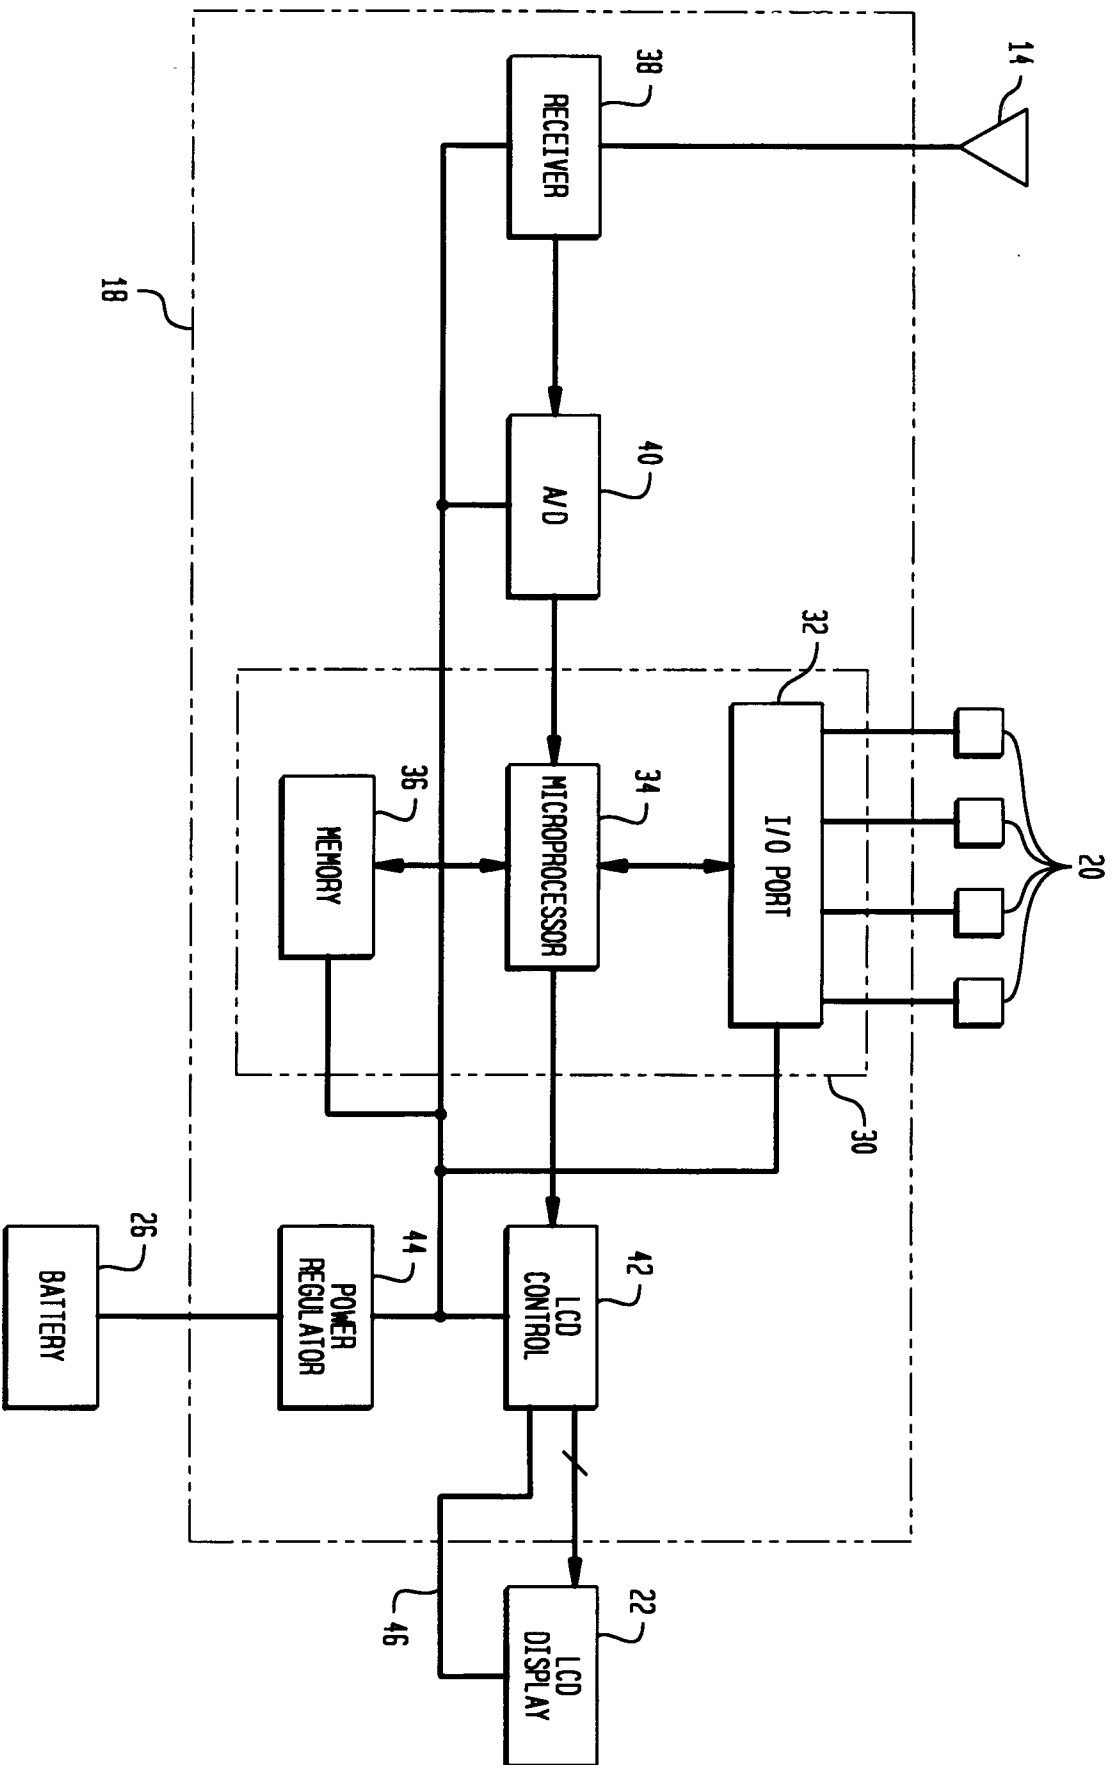 14
20
30
32
I/O PORT
38
40
34
42
22
RECEIVER
A/D
MICROPROCESSOR
LCD
CONTROL
LCD
DISPLAY
36
44
46
MEMORY
POWER
REGULATOR
26
18
BATTERY